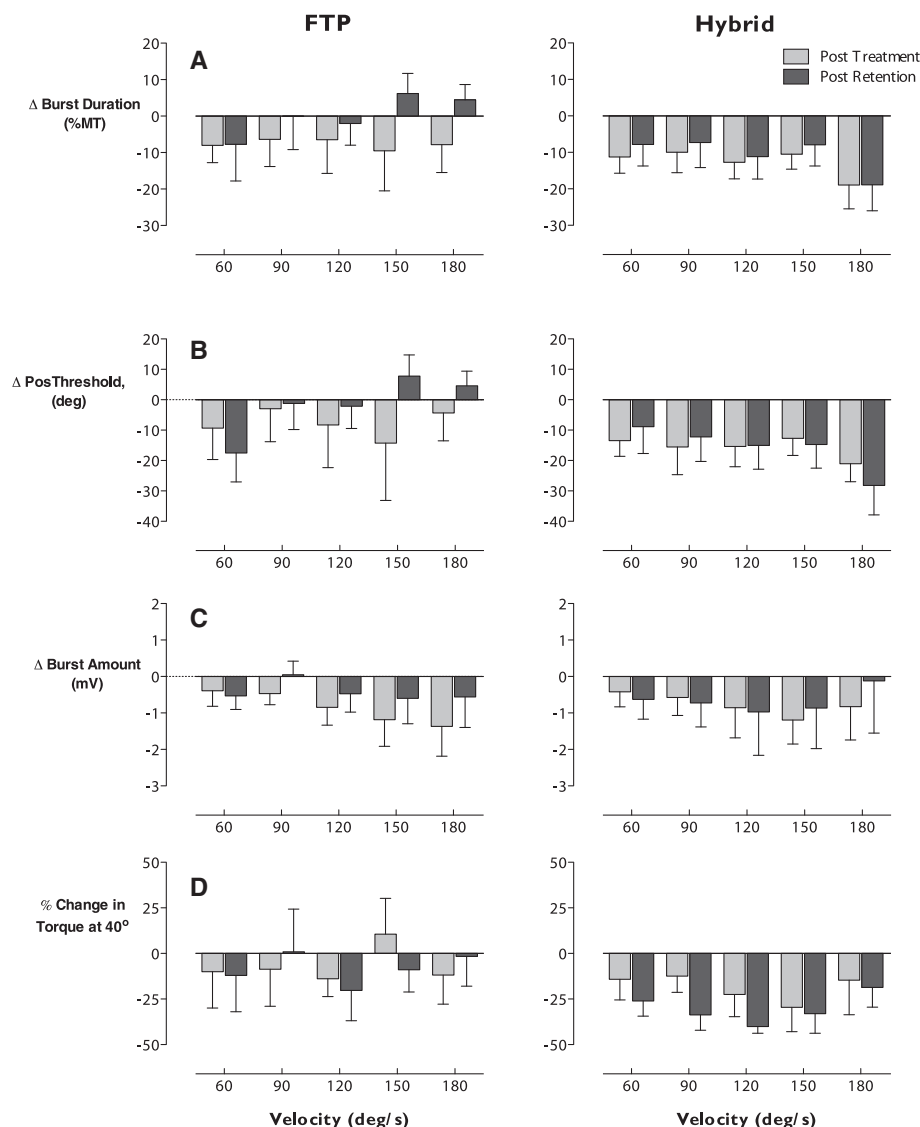 FTP
Hybrid
A
Post Treatment
Post Retention
Δ Burst Duration
(%MT)
20
10
0
-10
-20
-30
60 90 120 150 180
20
10
0
-10
-20
-30
60 90 120 150 180
B
Δ PosThreshold,
(deg)
20
10
0
-10
-20
-30
-40
60 90 120 150 180
20
10
0
-10
-20
-30
-40
60 90 120 150 180
C
Δ Burst Amount
(mV)
2
1
0
-1
-2
-3
60 90 120 150 180
2
1
0
-1
-2
-3
60 90 120 150 180
D
% Change in
Torque at 40°
50
25
0
-25
-50
60 90 120 150 180
Velocity (deg/s)
50
25
0
-25
-50
60 90 120 150 180
Velocity (deg/s)